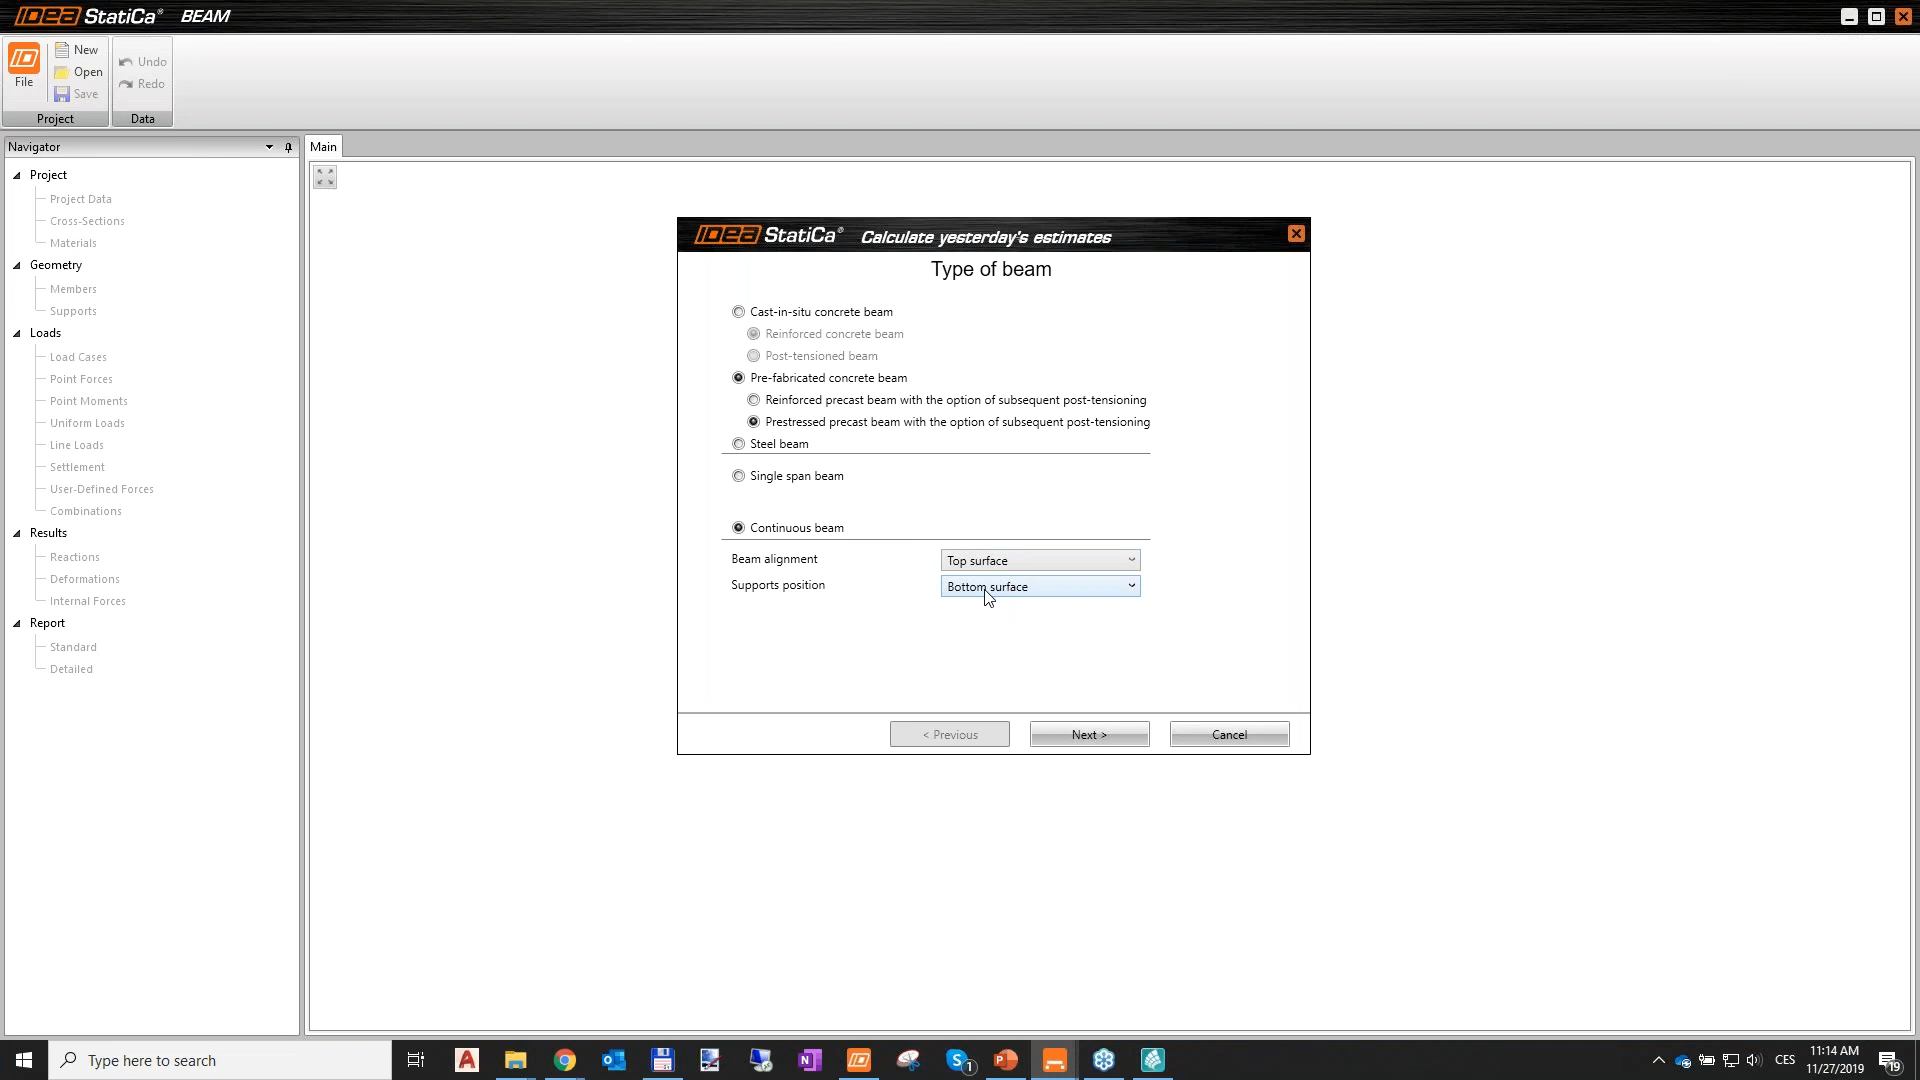 IDEA StatiCa® BEAM
File
New
Open
Save
Undo
Redo
Project
Data
Navigator
Main
Project
Project Data
Cross-Sections
Materials
Geometry
Members
Supports
Loads
Load Cases
Point Forces
Point Moments
Uniform Loads
Line Loads
Settlement
User-Defined Forces
Combinations
Results
Reactions
Deformations
Internal Forces
Report
Standard
Detailed
IDEA StatiCa® Calculate yesterday's estimates
Type of beam
Cast-in-situ concrete beam
Reinforced concrete beam
Post-tensioned beam
Pre-fabricated concrete beam
Reinforced precast beam with the option of subsequent post-tensioning
Prestressed precast beam with the option of subsequent post-tensioning
Steel beam
Single span beam
Continuous beam
Beam alignment Top surface
Supports position Bottom surface
< Previous Next > Cancel
Type here to search
CES
11:14 AM
11/27/2019
19